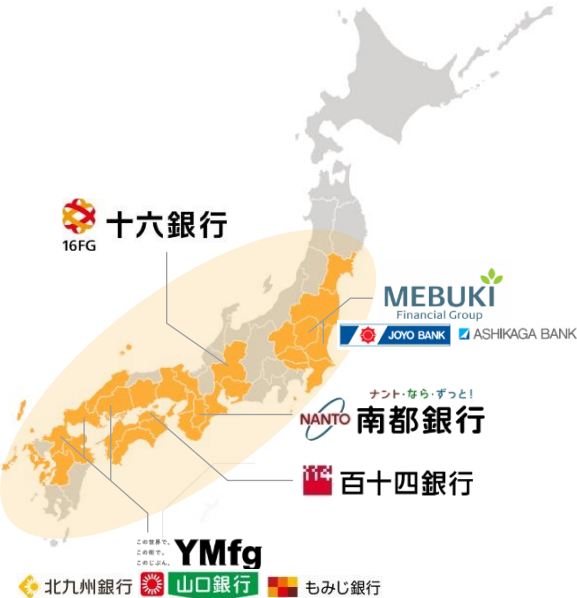 十六銀行
16FG
MEBUKI
Financial Group
JOYO BANK
ASHIKAGA BANK
ナント・なら・ずっと!
NANTO 南都銀行
百十四銀行
この世界で。
この街で。
このじぶん。
YMfg
北九州銀行 山口銀行 もみじ銀行